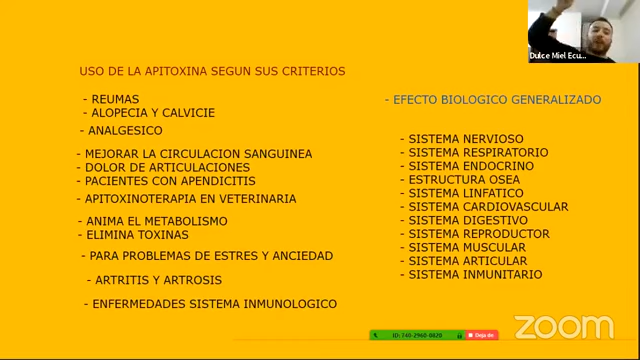 USO DE LA APITOXINA SEGUN SUS CRITERIOS
- REUMAS
- ALOPECIA Y CALVICIE
- ANALGESICO
- MEJORAR LA CIRCULACION SANGUINEA
- DOLOR DE ARTICULACIONES
- PACIENTES CON APENDICITIS
- APITOXINOTERAPIA EN VETERINARIA
- ANIMA EL METABOLISMO
- ELIMINA TOXINAS
- PARA PROBLEMAS DE ESTRES Y ANCIEDAD
- ARTRITIS Y ARTROSIS
- ENFERMEDADES SISTEMA INMUNOLOGICO
- EFECTO BIOLOGICO GENERALIZADO
- SISTEMA NERVIOSO
- SISTEMA RESPIRATORIO
- SISTEMA ENDOCRINO
- ESTRUCTURA OSEA
- SISTEMA LINFATICO
- SISTEMA CARDIOVASCULAR
- SISTEMA DIGESTIVO
- SISTEMA REPRODUCTOR
- SISTEMA MUSCULAR
- SISTEMA ARTICULAR
- SISTEMA INMUNITARIO
Dulce Miel Ecu...
ID: 740-2960-0820
Deja de
zoom